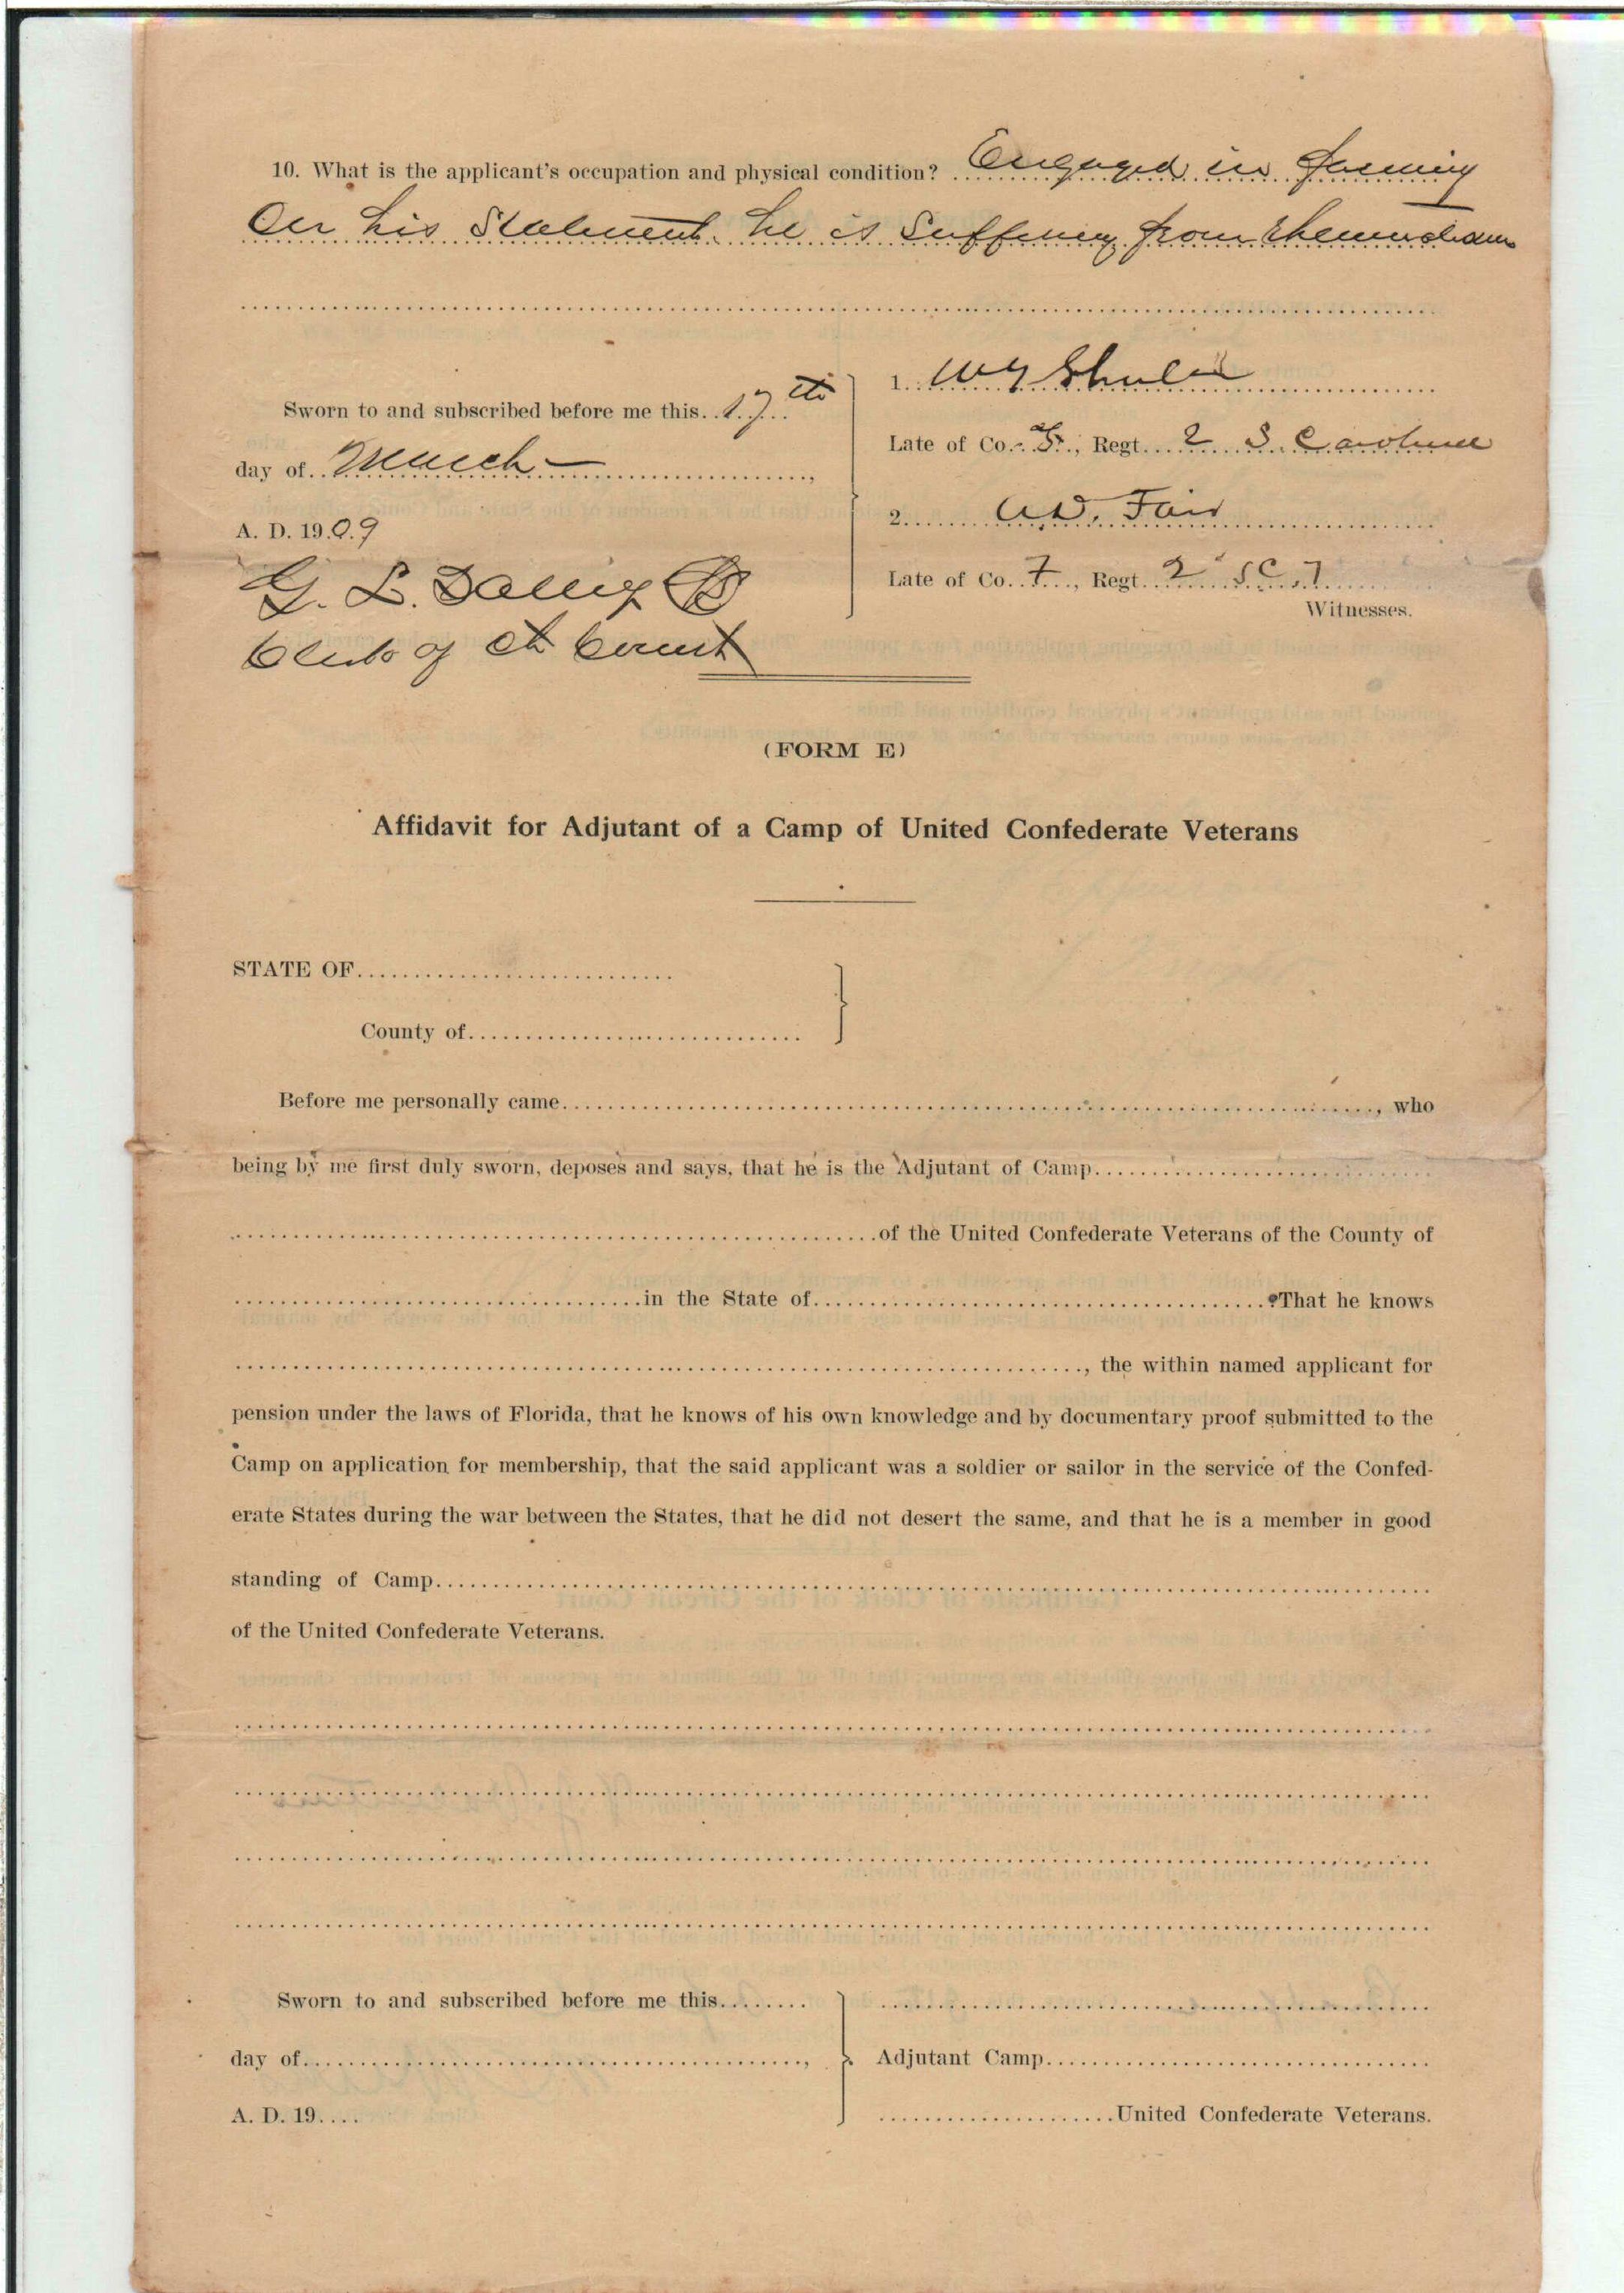 10. What is the applicant's occupation and physical condition? Engaged in farming
On his Statement he is Suffering from rheumatism
Sworn to and subscribed before me this 17th
day of March,
A. D. 1909
Clerk of Ct Court
1. W Y Shuler
Late of Co. F., Regt. 2 S. Carolina
2. A. D. Fair
Late of Co. F, Regt. 2 S. C. I.
Witnesses.
(FORM E)
Affidavit for Adjutant of a Camp of United Confederate Veterans
STATE OF
County of
Before me personally came, who
being by me first duly sworn, deposes and says, that he is the Adjutant of Camp
of the United Confederate Veterans of the County of
in the State of That he knows
, the within named applicant for
pension under the laws of Florida, that he knows of his own knowledge and by documentary proof submitted to the
Camp on application for membership, that the said applicant was a soldier or sailor in the service of the Confed-
erate States during the war between the States, that he did not desert the same, and that he is a member in good
standing of Camp
of the United Confederate Veterans.
Sworn to and subscribed before me this
day of,
A. D. 19
Adjutant Camp
United Confederate Veterans.